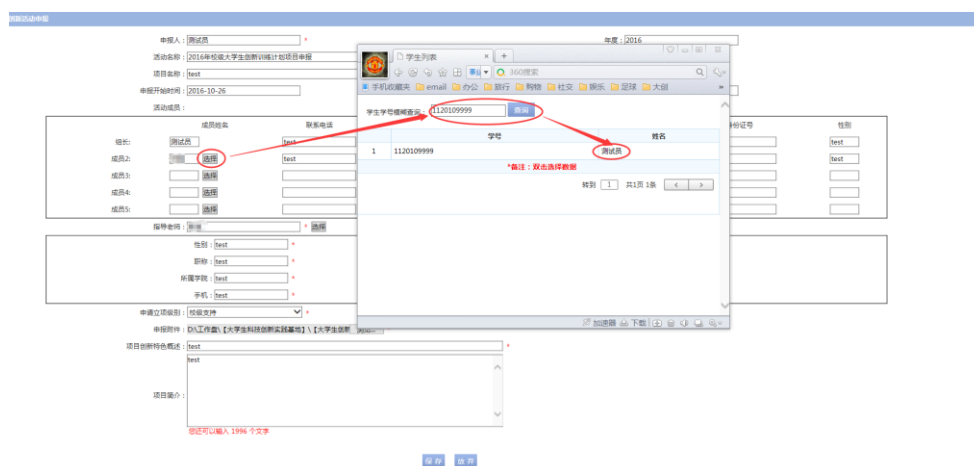 创新活动申报
申报人：测试员 *
年度：2016
活动名称：2016年校级大学生创新训练计划项目申报
项目名称：test
申报开始时间：2016-10-26
活动成员：
成员姓名 联系电话 份证号 性别
组长： 测试员 test test
成员2： 选择 test test
成员3： 选择
成员4： 选择
成员5： 选择
指导老师： * 选择
性别：test *
职称：test *
所属学院：test *
手机：test *
申请立项级别：校级支持 *
申报附件：D:\工作盘\【大学生科技创新实践基地】\【大学生创新 浏览...
项目创新特色概述：test *
项目简介：test
您还可以输入 1996 个文字
保存 放弃
学生列表 × +
360搜索
手机收藏夹 email 办公 旅行 购物 社交 娱乐 足球 大创 »
学生学号模糊查询：1120109999 查询
学号 姓名
1 1120109999 测试员
*备注：双击选择数据
转到 1 共1页 1条 < >
加速器 下载